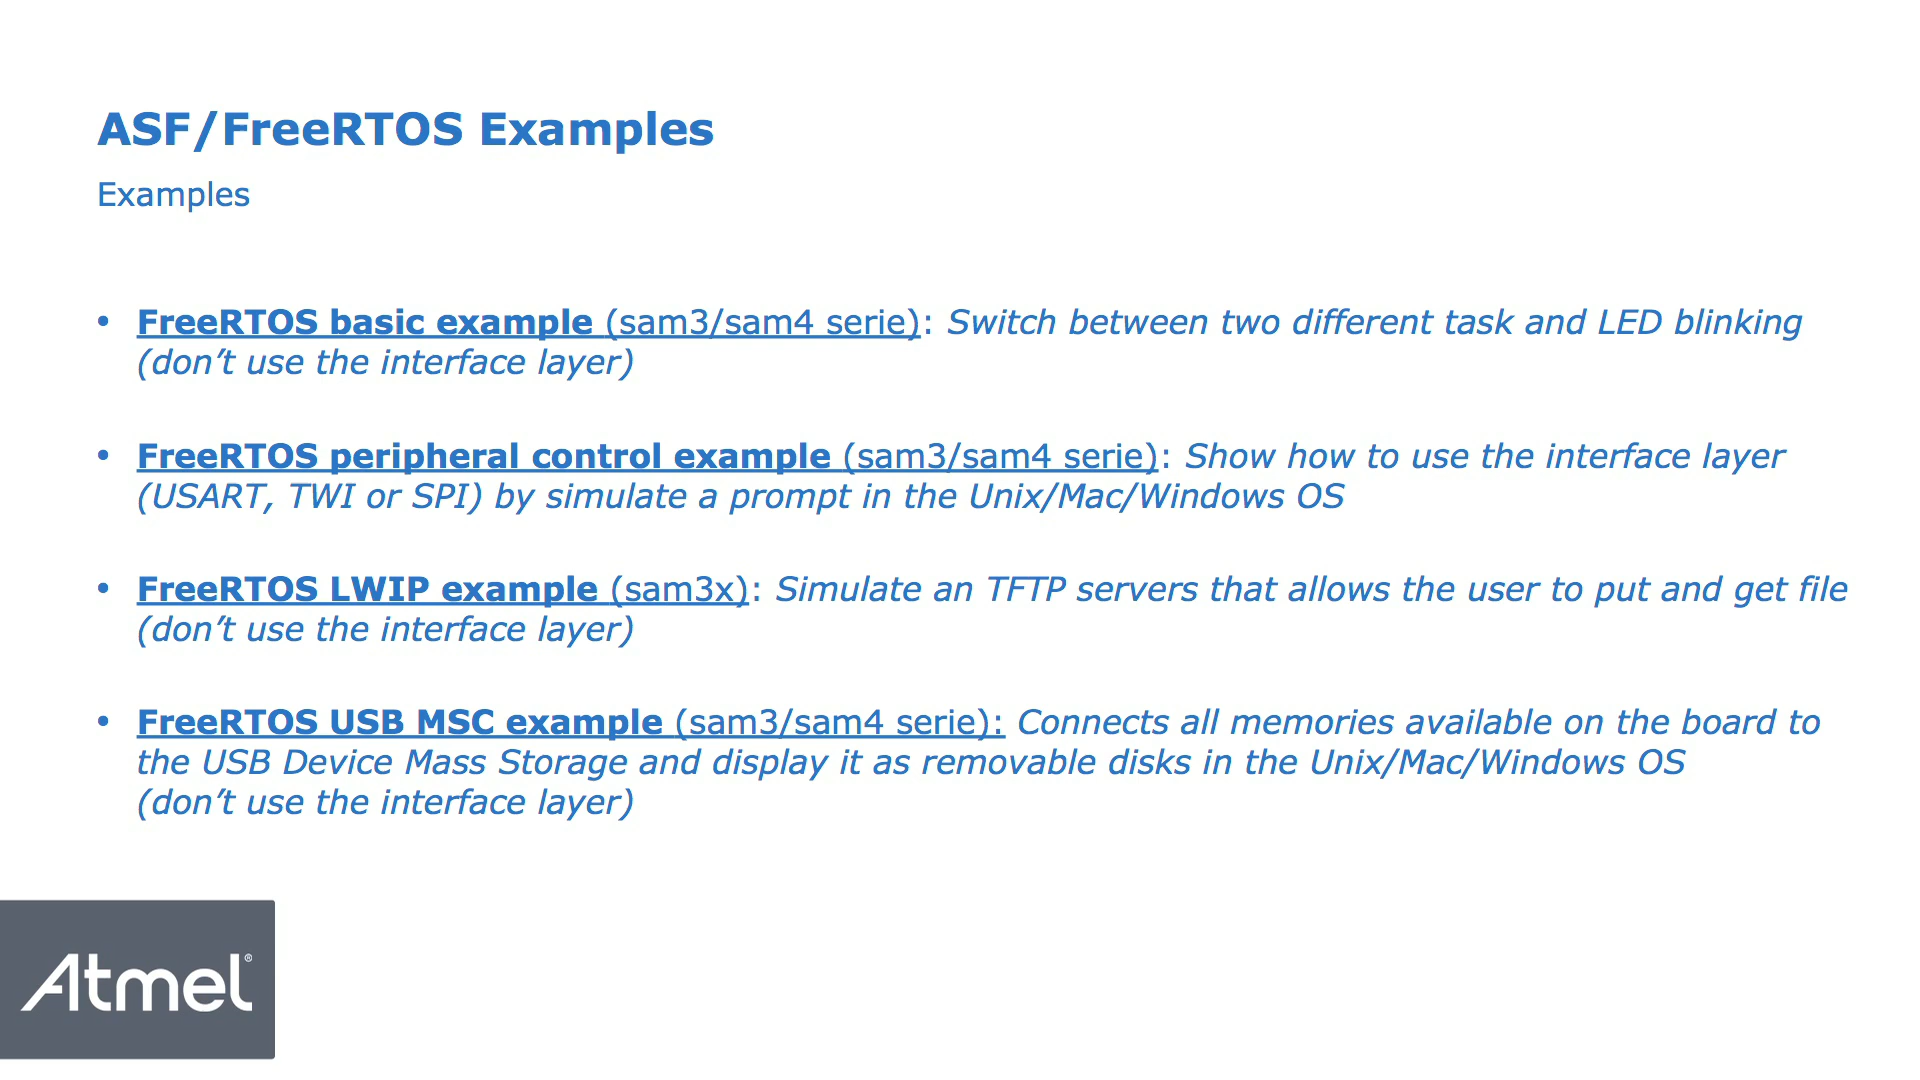 ASF/FreeRTOS Examples
Examples
• FreeRTOS basic example (sam3/sam4 serie): Switch between two different task and LED blinking
(don’t use the interface layer)
• FreeRTOS peripheral control example (sam3/sam4 serie): Show how to use the interface layer
(USART, TWI or SPI) by simulate a prompt in the Unix/Mac/Windows OS
• FreeRTOS LWIP example (sam3x): Simulate an TFTP servers that allows the user to put and get file
(don’t use the interface layer)
• FreeRTOS USB MSC example (sam3/sam4 serie): Connects all memories available on the board to
the USB Device Mass Storage and display it as removable disks in the Unix/Mac/Windows OS
(don’t use the interface layer)
Atmel®